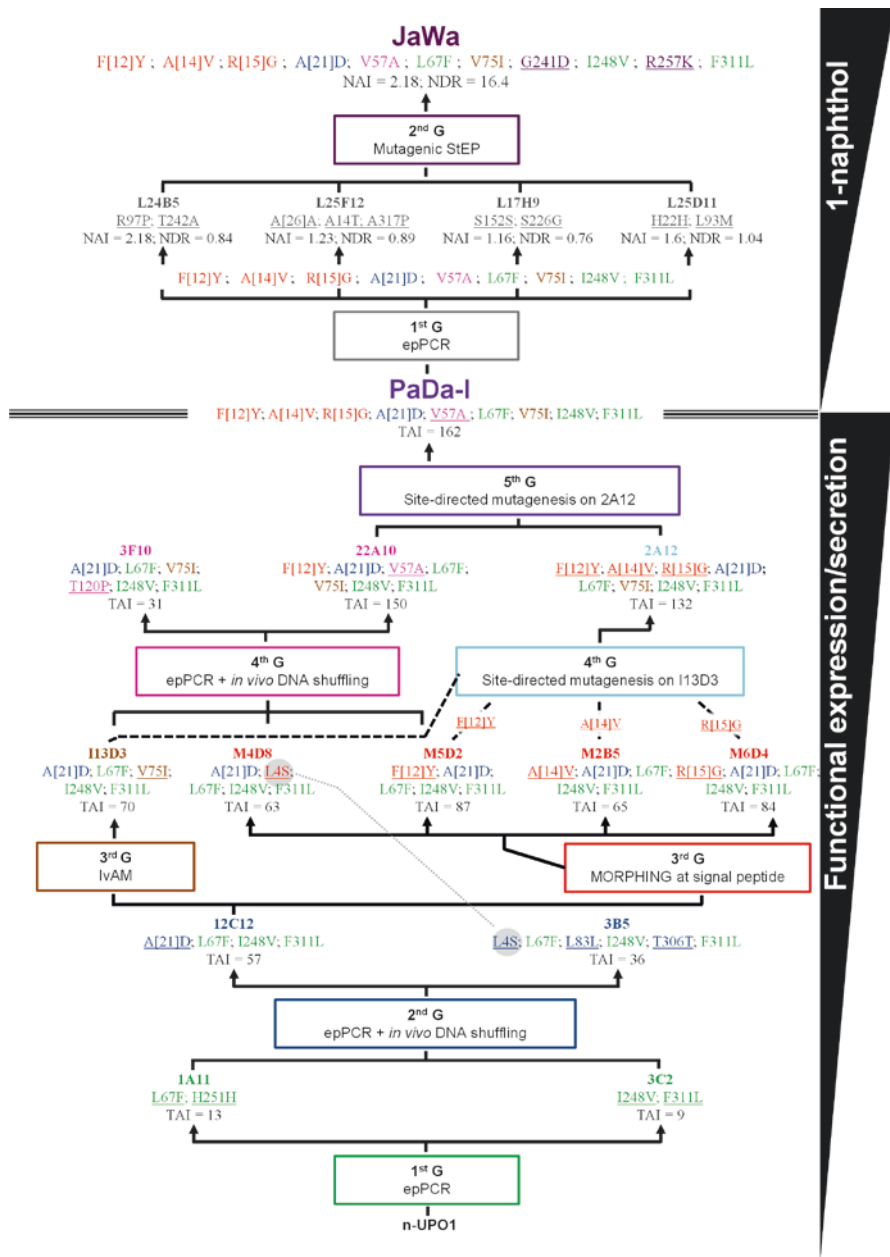 JaWa
F[12]Y ; A[14]V ; R[15]G ; A[21]D ; V57A ; L67F ; V75I ; G241D ; I248V ; R257K ; F311L
NAI = 2.18; NDR = 16.4
2nd G
Mutagenic StEP
L24B5 L25F12 L17H9 L25D11
R97P; T242A A[26]A; A14T; A317P S152S; S226G H22H; L93M
NAI = 2.18; NDR = 0.84 NAI = 1.23; NDR = 0.89 NAI = 1.16; NDR = 0.76 NAI = 1.6; NDR = 1.04
F[12]Y ; A[14]V ; R[15]G ; A[21]D ; V57A ; L67F ; V75I ; I248V ; F311L
1st G
epPCR
1-naphthol
PaDa-I
F[12]Y; A[14]V; R[15]G; A[21]D; V57A ; L67F; V75I; I248V; F311L
TAI = 162
5th G
Site-directed mutagenesis on 2A12
3F10 22A10 2A12
A[21]D; L67F; V75I; F[12]Y; A[21]D; V57A; L67F; F[12]Y; A[14]V; R[15]G; A[21]D;
T120P; I248V; F311L V75I; I248V; F311L L67F; V75I; I248V; F311L
TAI = 31 TAI = 150 TAI = 132
4th G 4th G
epPCR + in vivo DNA shuffling Site-directed mutagenesis on I13D3
F[12]Y A[14]V R[15]G
I13D3 M4D8 M5D2 M2B5 M6D4
A[21]D; L67F; V75I; A[21]D; L4S; F[12]Y; A[21]D; A[14]V; A[21]D; L67F; R[15]G; A[21]D; L67F;
I248V; F311L L67F; I248V; F311L L67F; I248V; F311L I248V; F311L I248V; F311L
TAI = 70 TAI = 63 TAI = 87 TAI = 65 TAI = 84
3rd G 3rd G
IvAM MORPHING at signal peptide
12C12 3B5
A[21]D; L67F; I248V; F311L L4S; L67F; L83L; I248V; T306T; F311L
TAI = 57 TAI = 36
2nd G
epPCR + in vivo DNA shuffling
1A11 3C2
L67F; H251H I248V; F311L
TAI = 13 TAI = 9
1st G
epPCR
n-UPO1
Functional expression/secretion